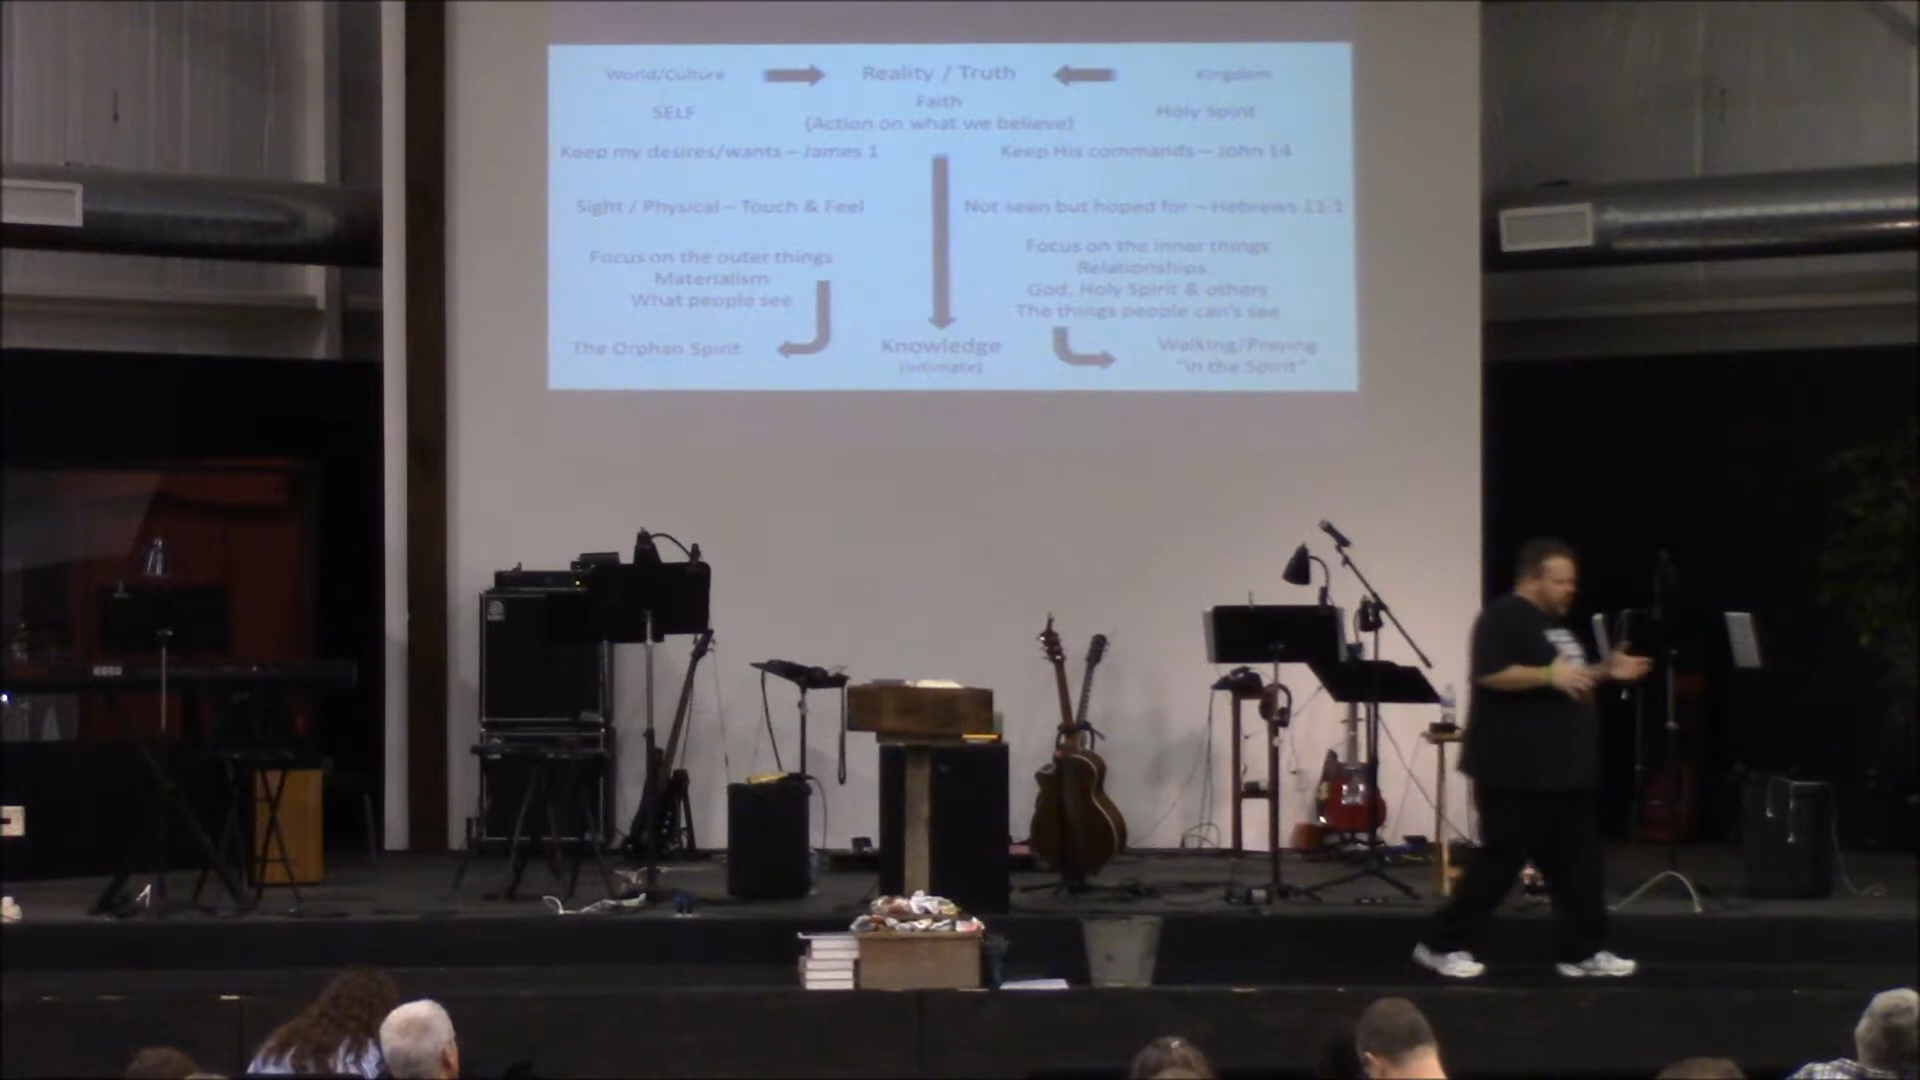 World/Culture Reality / Truth Kingdom
SELF Faith Holy Spirit
(Action on what we believe)
Keep my desires/wants – James 1 Keep His commands – John 14
Sight / Physical – Touch & Feel Not seen but hoped for – Hebrews 11:1
Focus on the outer things
Materialism
What people see
Focus on the inner things
Relationships
God, Holy Spirit & others
The things people can's see
The Orphan Spirit
Knowledge
(intimate)
Walking/Praying
"in the Spirit"
KORG